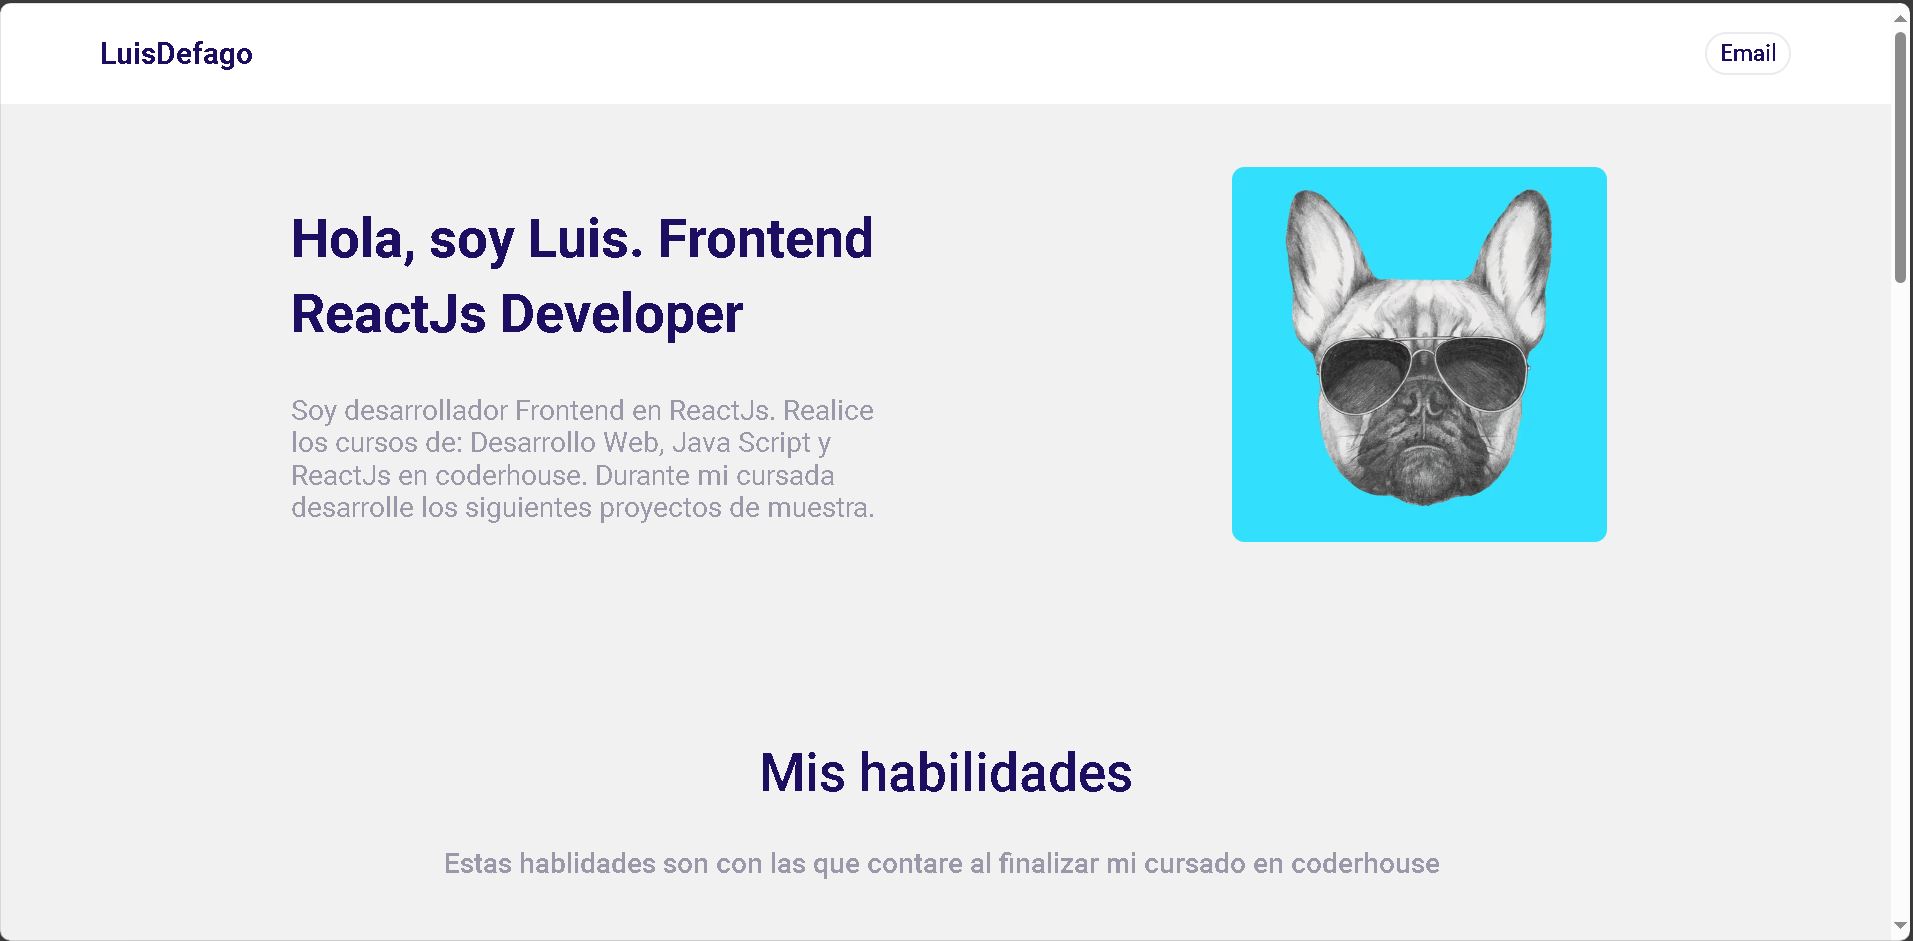 LuisDefago
Email
Hola, soy Luis. Frontend
ReactJs Developer
Soy desarrollador Frontend en ReactJs. Realice
los cursos de: Desarrollo Web, Java Script y
ReactJs en coderhouse. Durante mi cursada
desarrolle los siguientes proyectos de muestra.
Mis habilidades
Estas hablidades son con las que contare al finalizar mi cursado en coderhouse